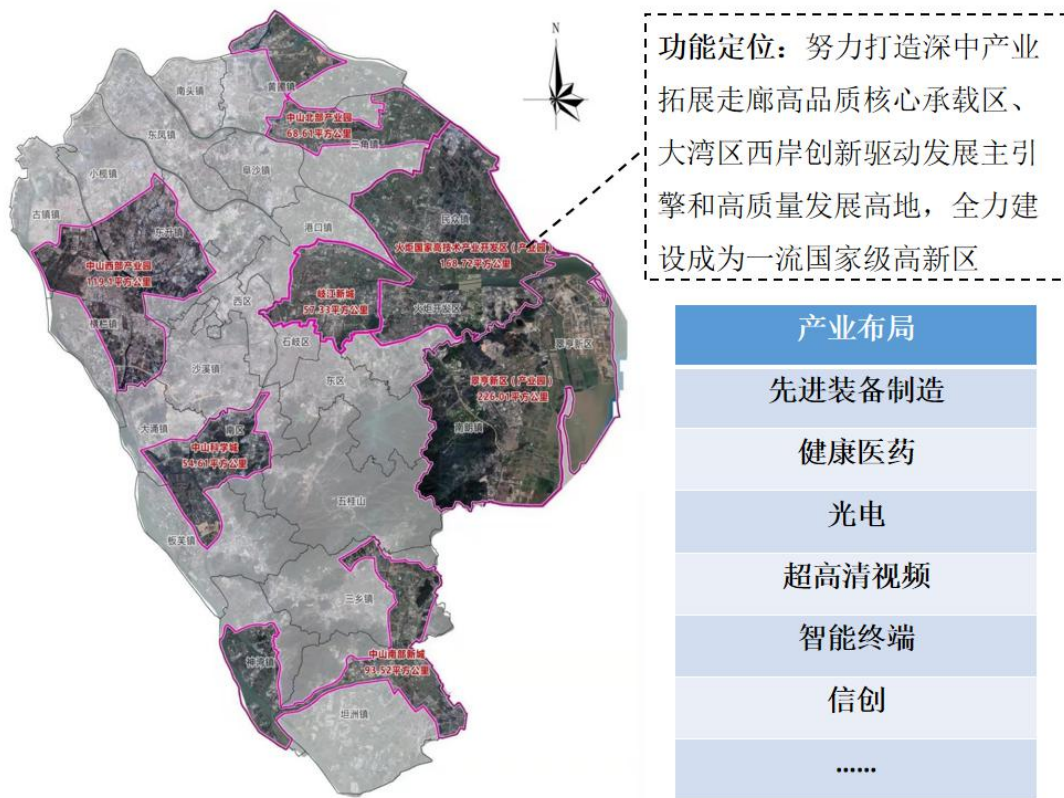 N
功能定位：努力打造深中产业
拓展走廊高品质核心承载区、
大湾区西岸创新驱动发展主引
擎和高质量发展高地，全力建
设成为一流国家级高新区
产业布局
先进装备制造
健康医药
光电
超高清视频
智能终端
信创
……
黄圃镇
南头镇
中山北部产业园
68.61平方公里
东凤镇
三角镇
小榄镇
阜沙镇
古镇镇
民众镇
东升镇
港口镇
火炬国家高技术产业开发区（产业园）
168.72平方公里
中山西部产业园
119.1平方公里
岐江新城
57.33平方公里
西区
火炬开发区
横栏镇
石岐区
翠亨新区
沙溪镇
东区
翠亨新区（产业园）
226.01平方公里
大涌镇
南区
南朗镇
中山科学城
54.61平方公里
五桂山
板芙镇
三乡镇
神湾镇
中山南部新城
93.52平方公里
坦洲镇